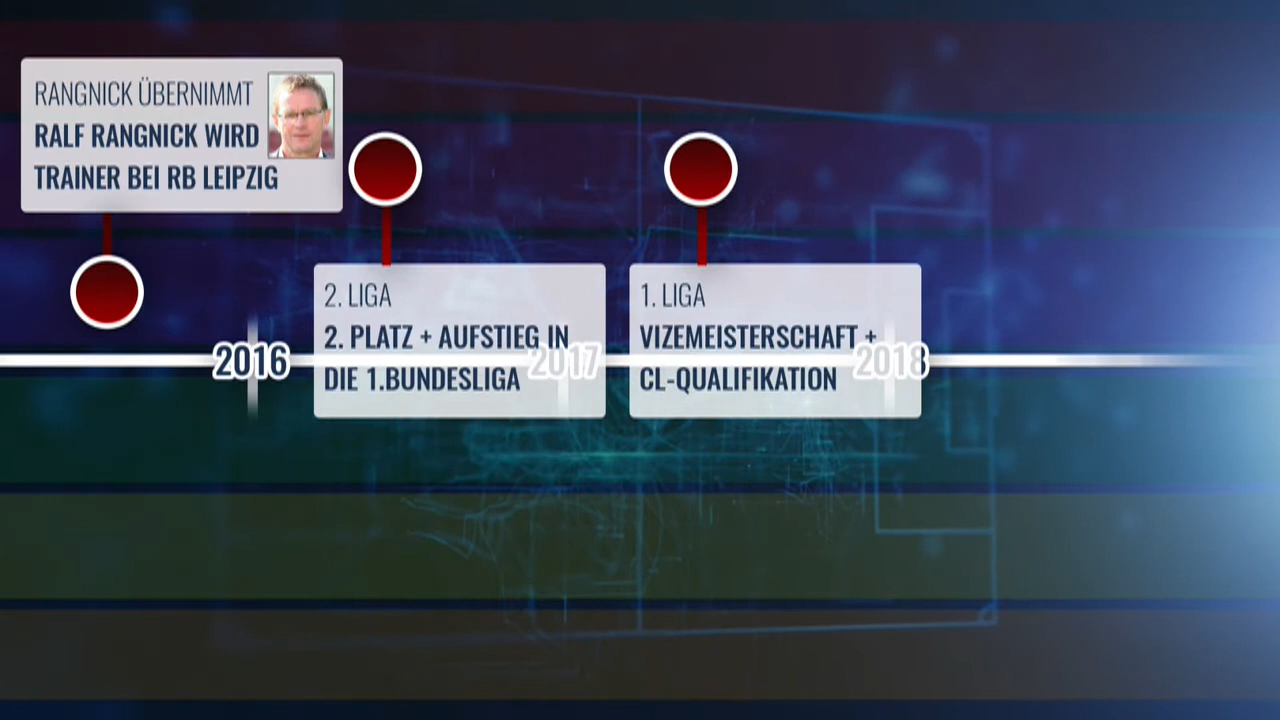 RANGNICK ÜBERNIMMT
RALF RANGNICK WIRD
TRAINER BEI RB LEIPZIG
2016
2. LIGA
2. PLATZ + AUFSTIEG IN
DIE 1.BUNDESLIGA
2017
1. LIGA
VIZEMEISTERSCHAFT +
CL-QUALIFIKATION
2018